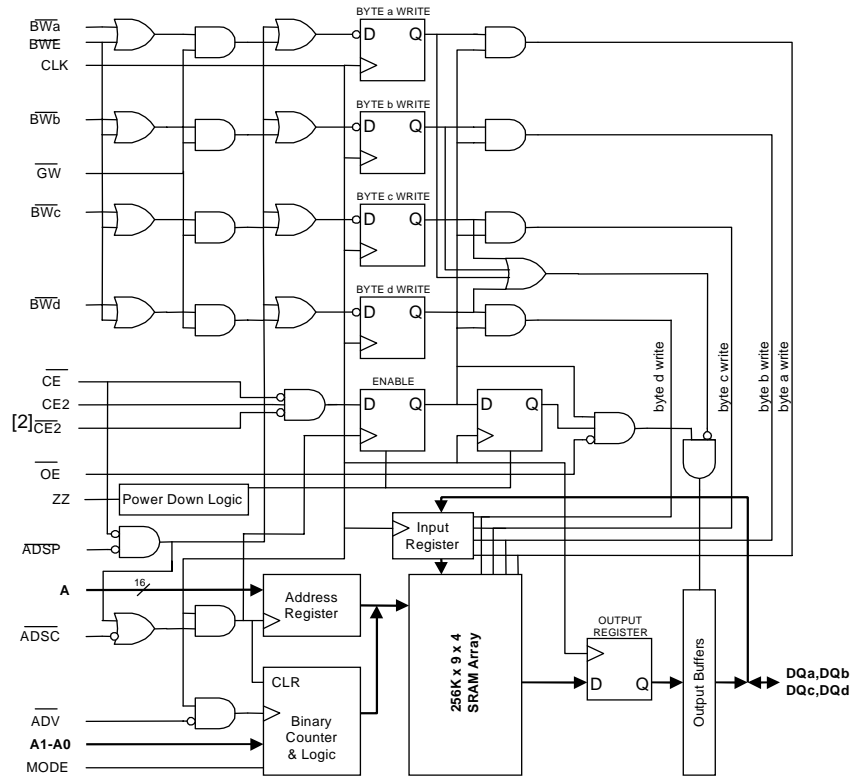 BYTE a WRITE
BWa
D Q
BWE
CLK
BYTE b WRITE
BWb
D Q
GW
BYTE c WRITE
BWc
D Q
BYTE d WRITE
BWd
D Q
byte d write
byte c write
byte b write
byte a write
CE
ENABLE
CE2
D Q
D Q
[2]CE2
OE
ZZ
Power Down Logic
Input
Register
ADSP
A
16
Address
Register
ADSC
256K x 9 x 4
SRAM Array
OUTPUT
REGISTER
D Q
Output Buffers
DQa,DQb
DQc,DQd
CLR
ADV
Binary
Counter
& Logic
A1-A0
MODE